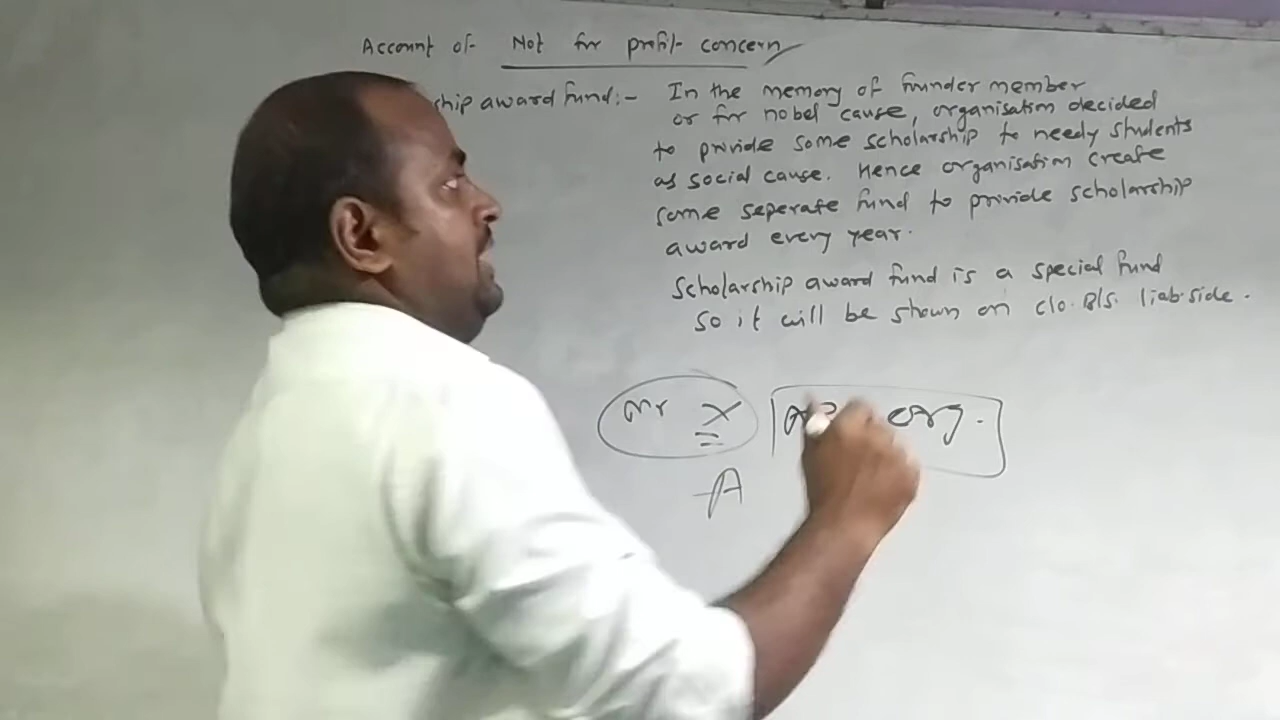 Account of Not for profit concern
ship award fund:- In the memory of funder member
or for nobel cause, organisation decided
to provide some scholarship to needy students
as social cause. Hence organisation create
some seperate fund to provide scholarship
award every year.
Scholarship award fund is a special fund
so it will be shown on clo. B/s. liab. side.
Mr X org.
A